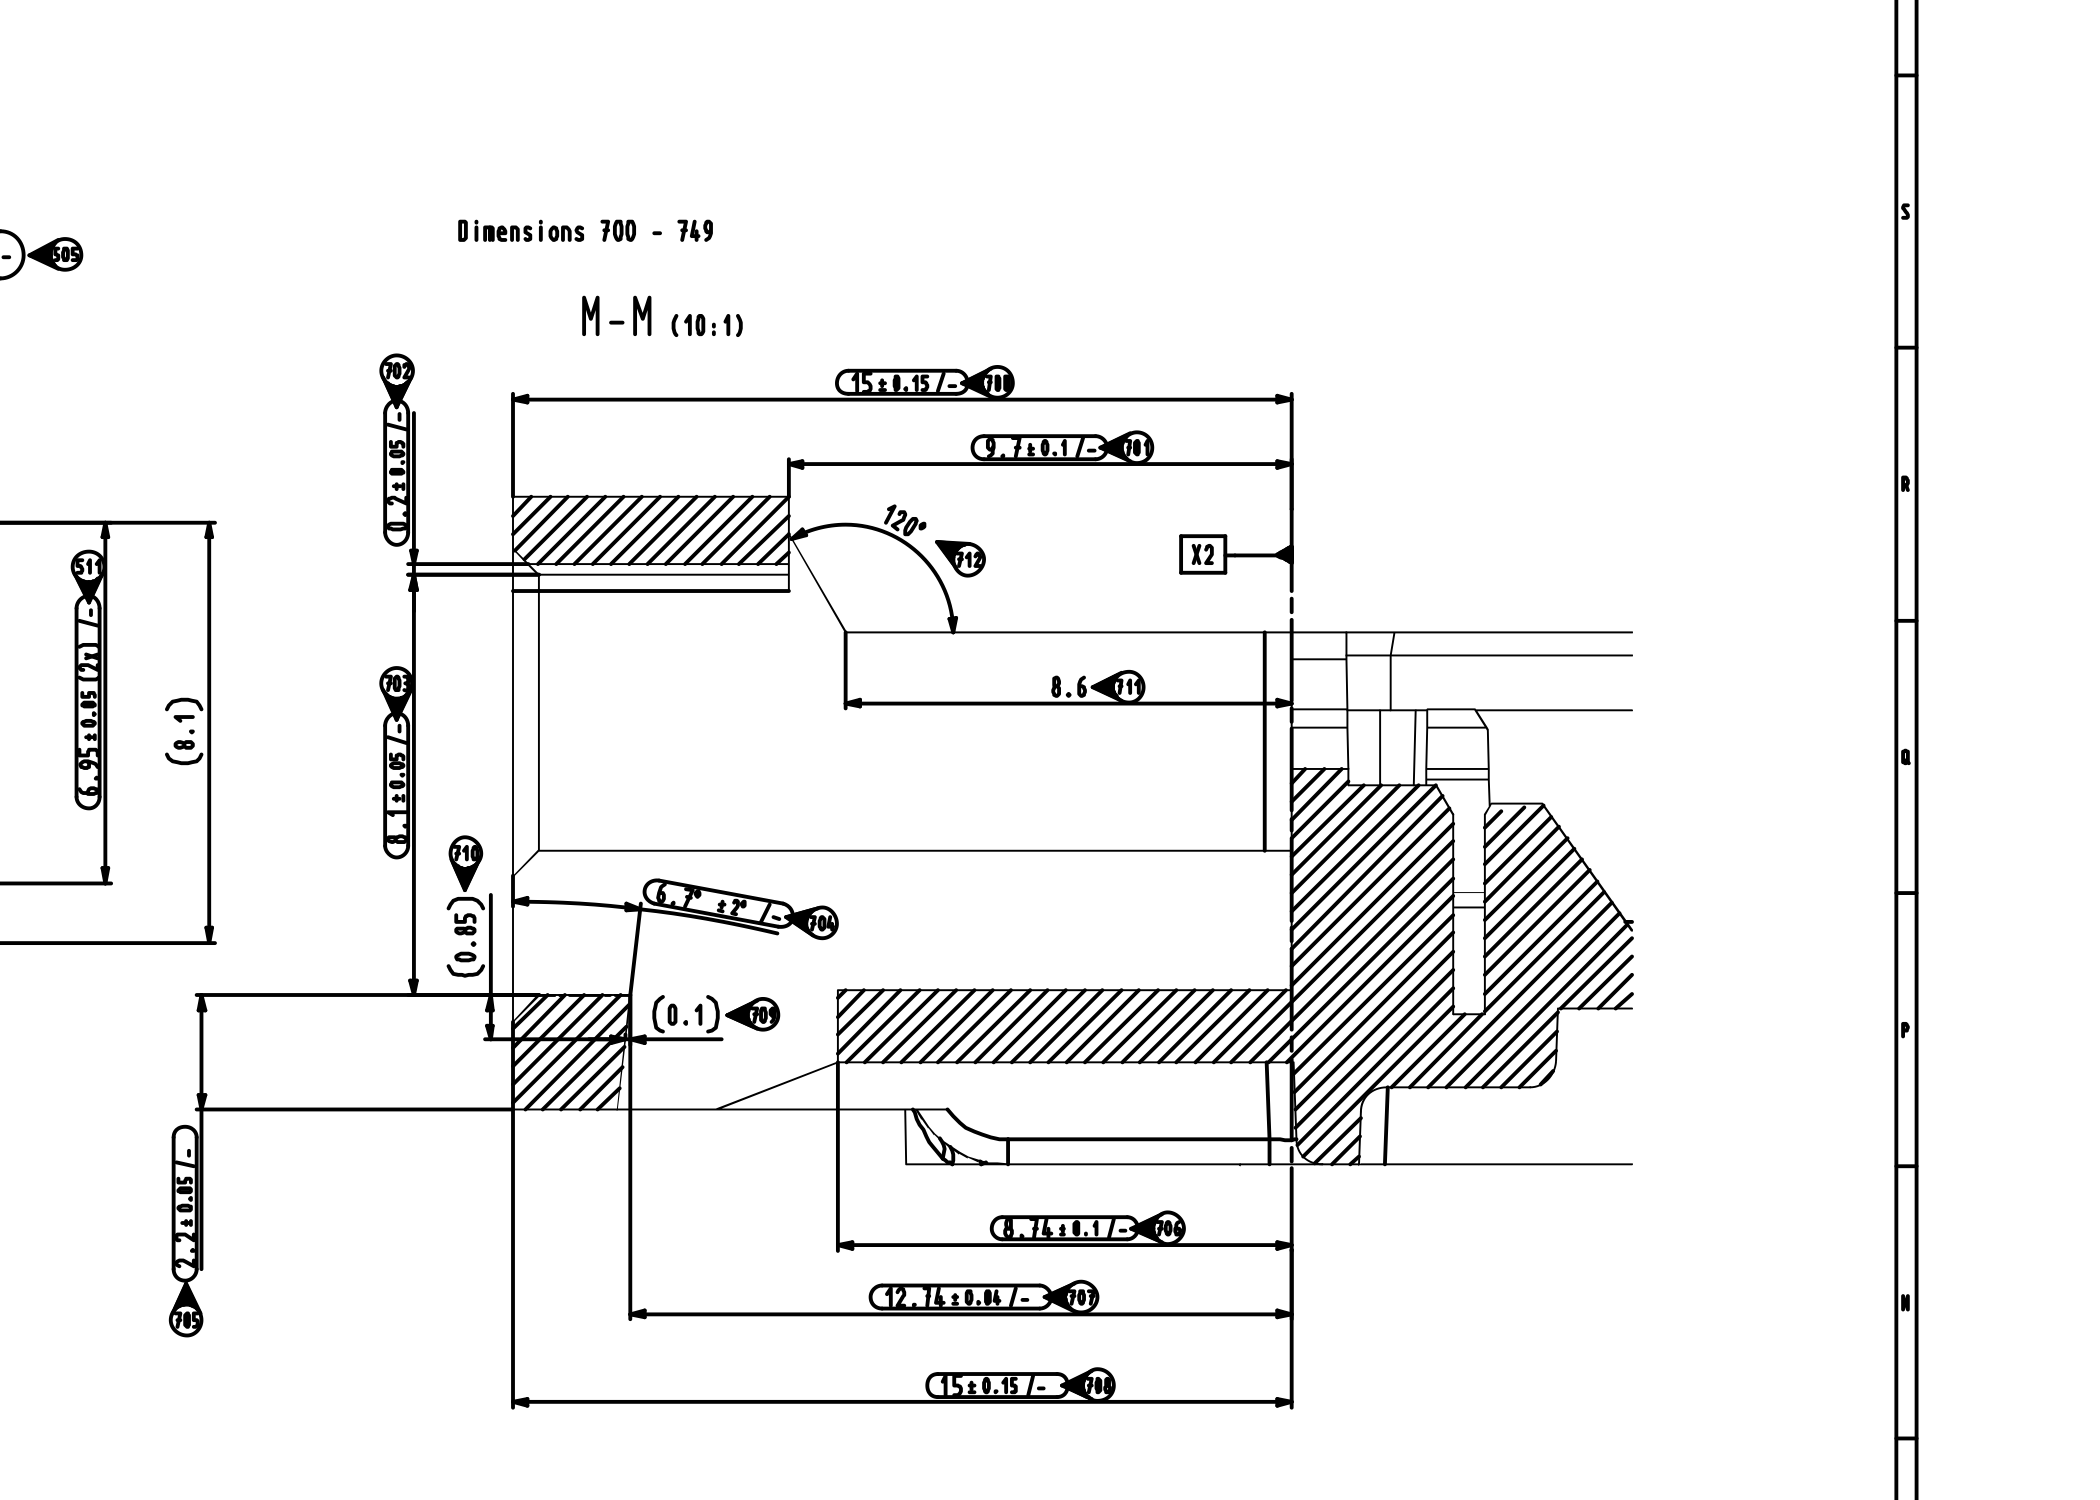 Dimensions 700 - 749
M-M (10:1)
- 505
702
0.2±0.05 /-
15±0.15 /- 700
9.7±0.1 /- 701
120°
712
X2
511
6.95±0.05 (2x) /-
(8.1)
703
8.1±0.05 /-
8.6 711
710
(0.85)
6.7° ±2° /- 704
(0.1) 709
2.2±0.05 /-
705
8.74±0.1 /- 706
12.74±0.04 /- 707
15±0.15 /- 708
S
R
Q
P
N